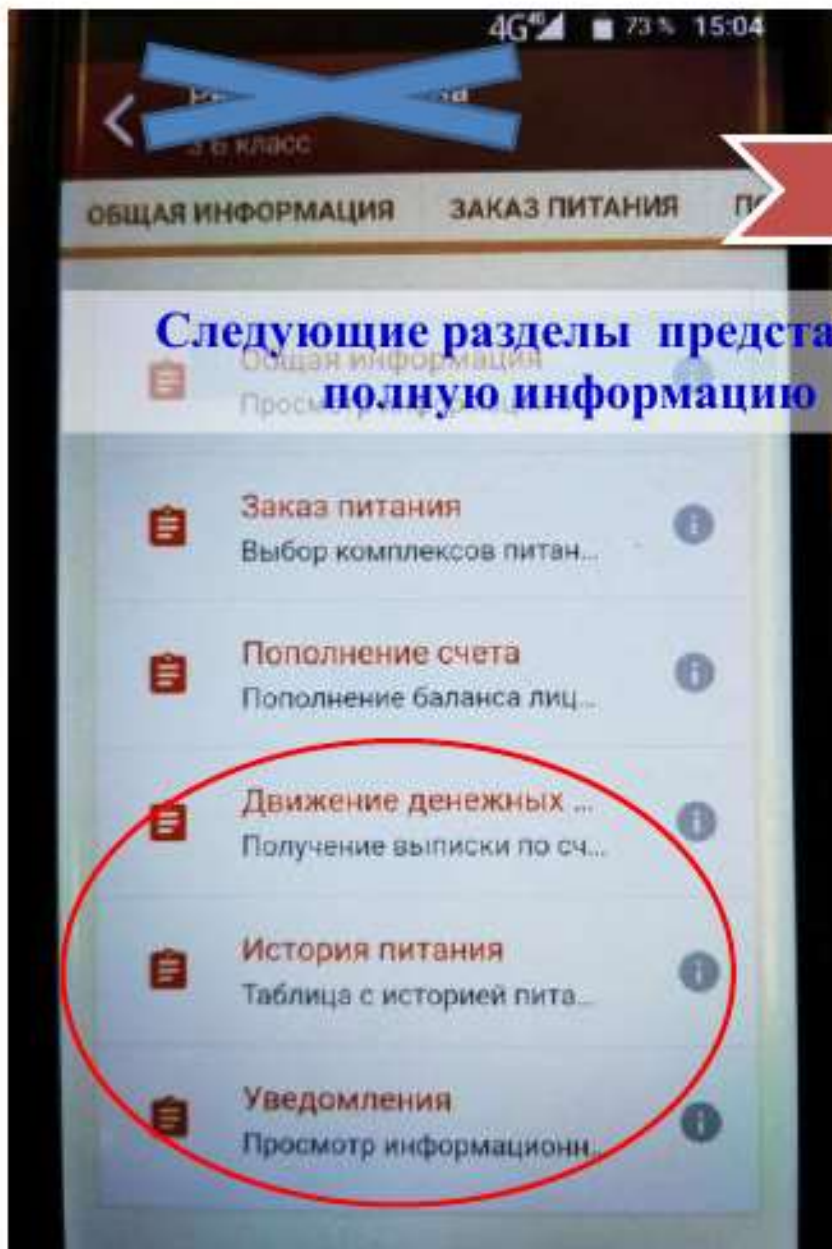 4G 4G 73 % 15:04
3 Б класс
ОБЩАЯ ИНФОРМАЦИЯ ЗАКАЗ ПИТАНИЯ
Следующие разделы
Общая информация
полную информацию
Заказ питания
Выбор комплексов питан...
Пополнение счета
Пополнение баланса лиц...
Движение денежных ...
Получение выписки по сч...
История питания
Таблица с историей пита...
Уведомления
Просмотр информационн...